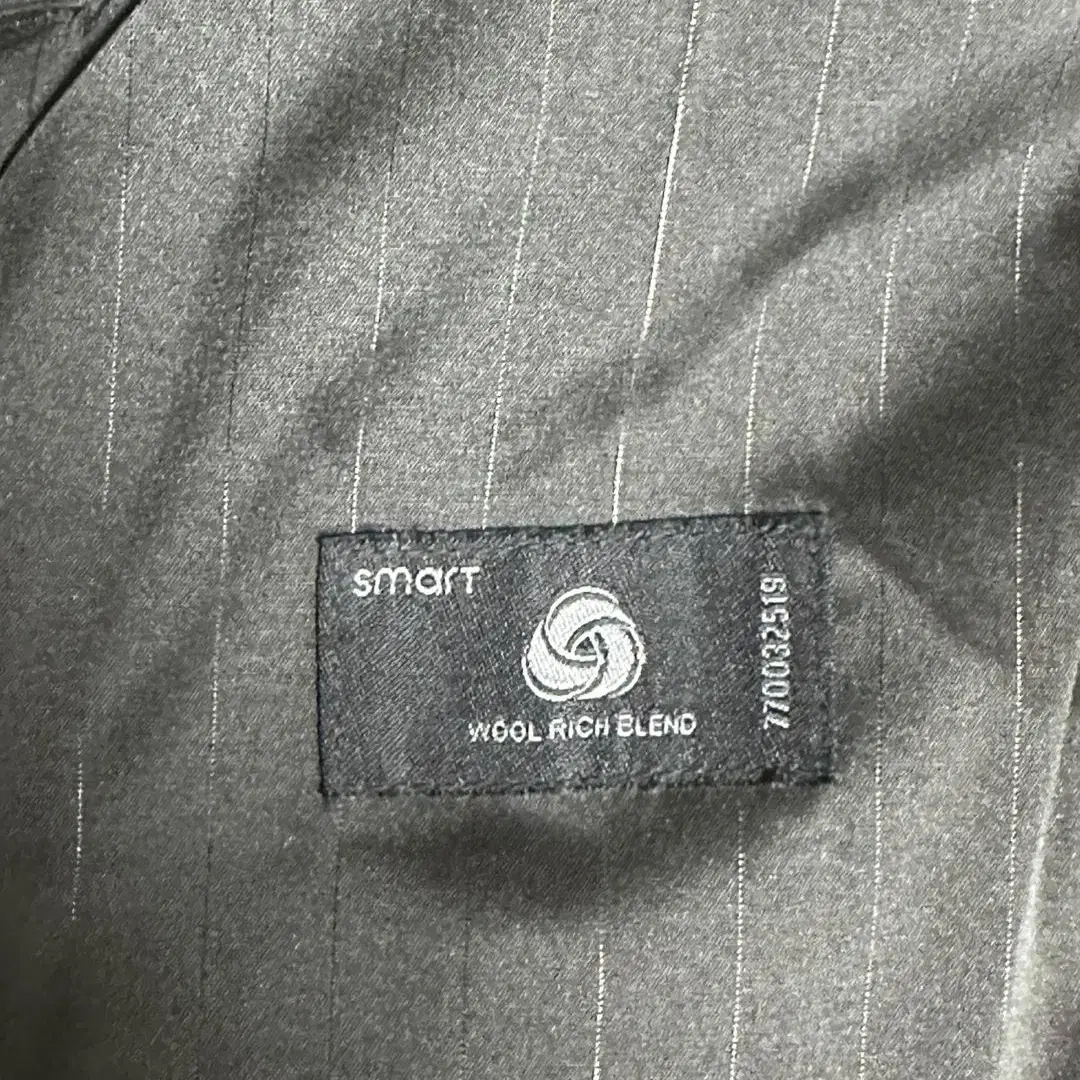 smart
WOOL RICH BLEND
770032519